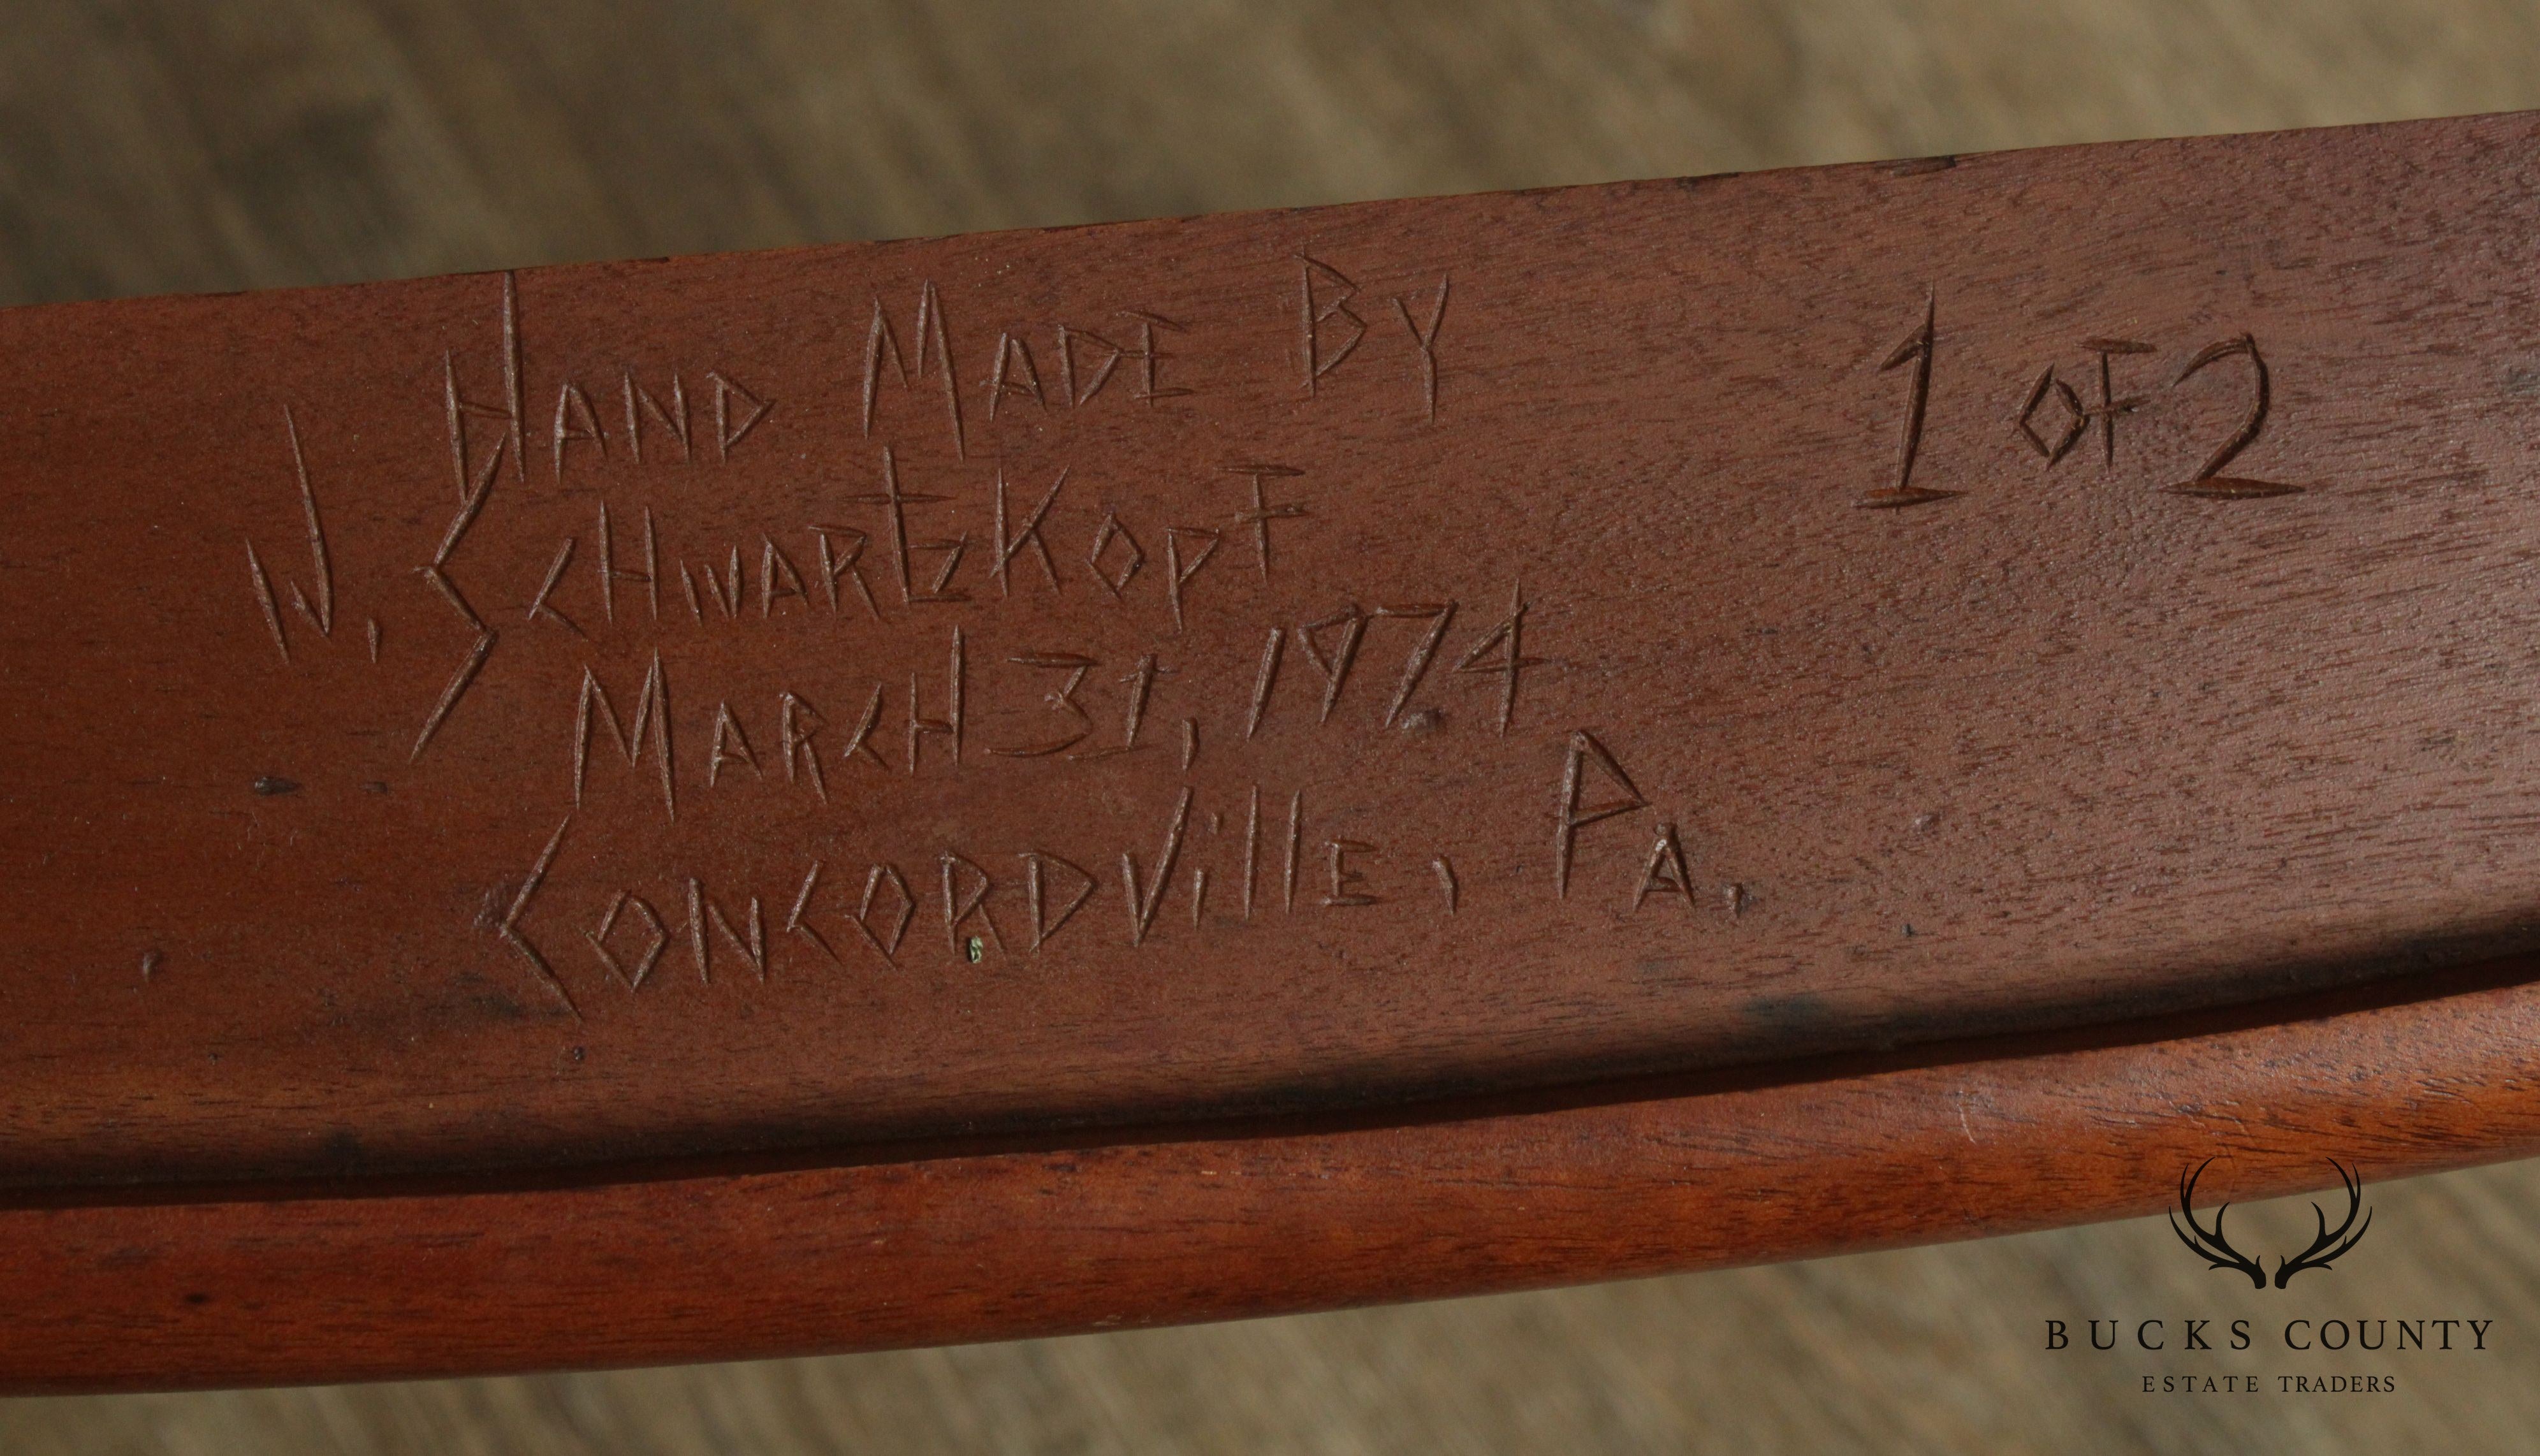 HAND MADE BY
W. SCHWARTZKOPF
MARCH 31, 1974
CONCORDVillE, PA.
1 OF 2
BUCKS COUNTY
ESTATE TRADERS